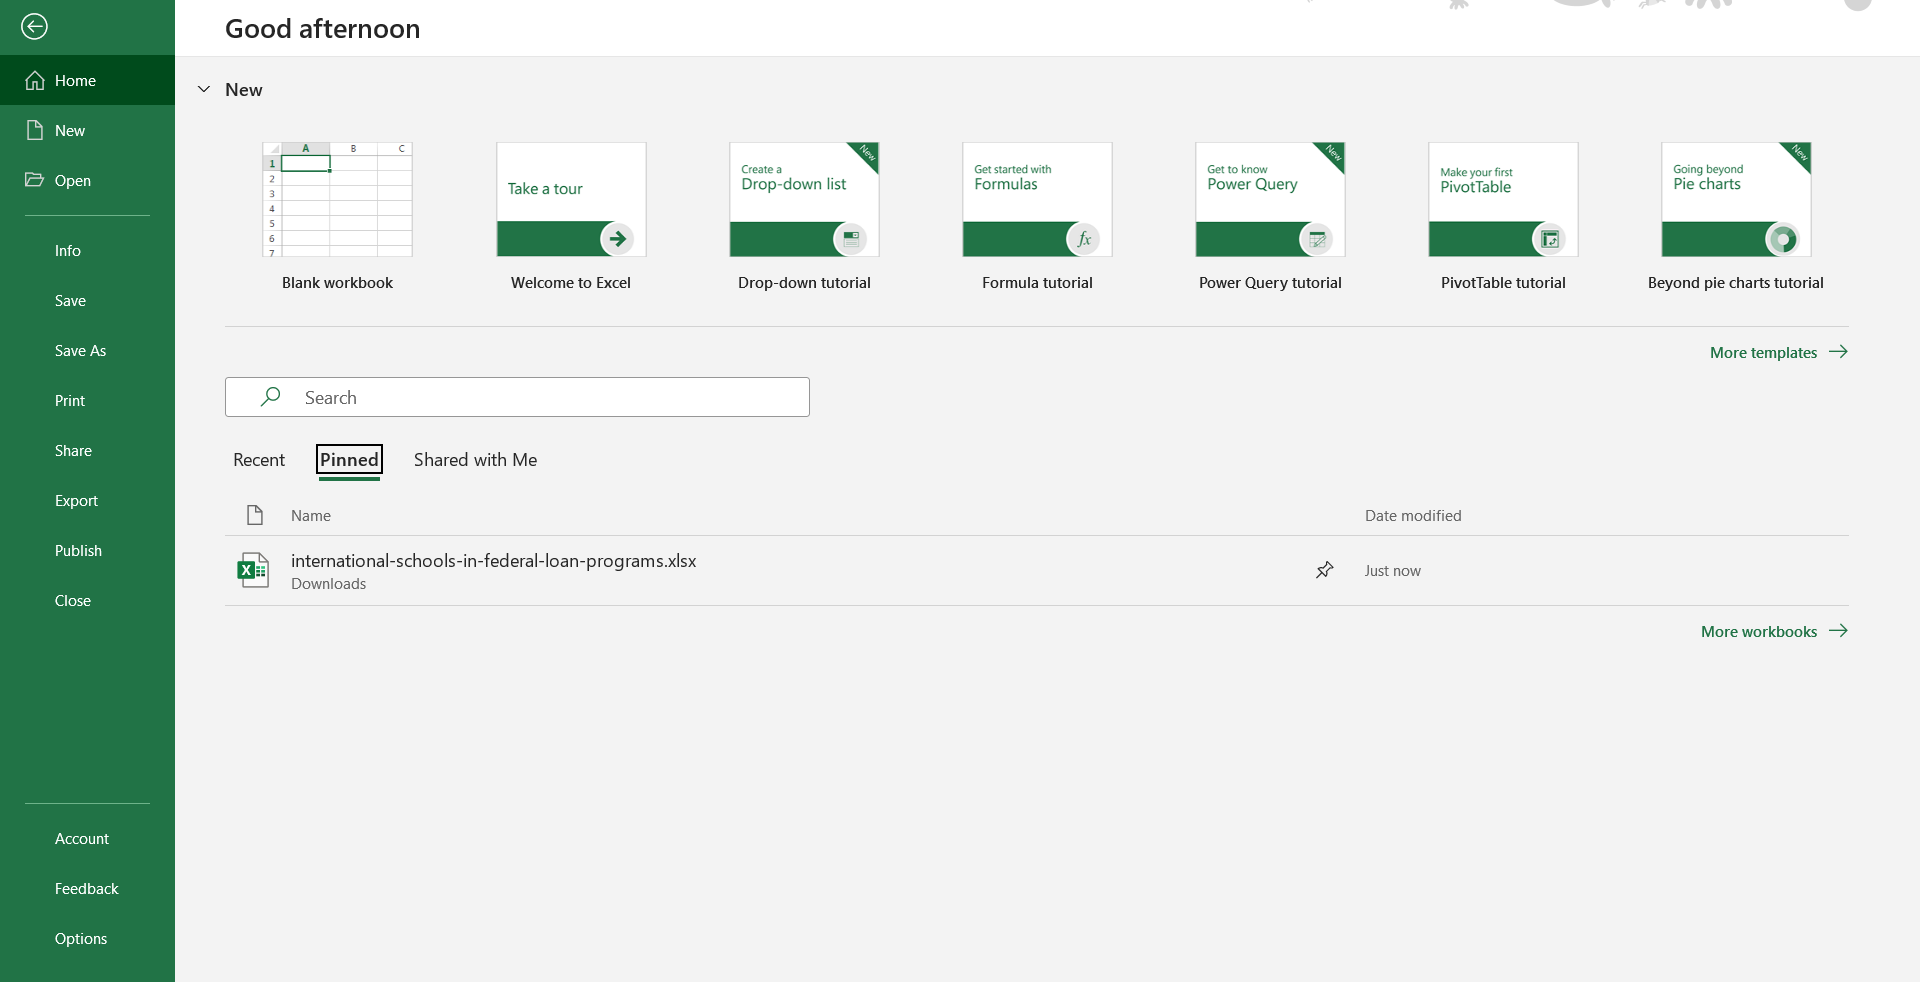 Good afternoon
Home
New
Open
Info
Save
Save As
Print
Share
Export
Publish
Close
Account
Feedback
Options
New
A B C
1
2
3
4
5
6
7
Blank workbook
Take a tour
Welcome to Excel
Create a
Drop-down list
New
Drop-down tutorial
Get started with
Formulas
fx
Formula tutorial
Get to know
Power Query
New
Power Query tutorial
Make your first
PivotTable
PivotTable tutorial
Going beyond
Pie charts
New
Beyond pie charts tutorial
More templates
Search
Recent Pinned Shared with Me
Name Date modified
X
international-schools-in-federal-loan-programs.xlsx
Downloads
Just now
More workbooks